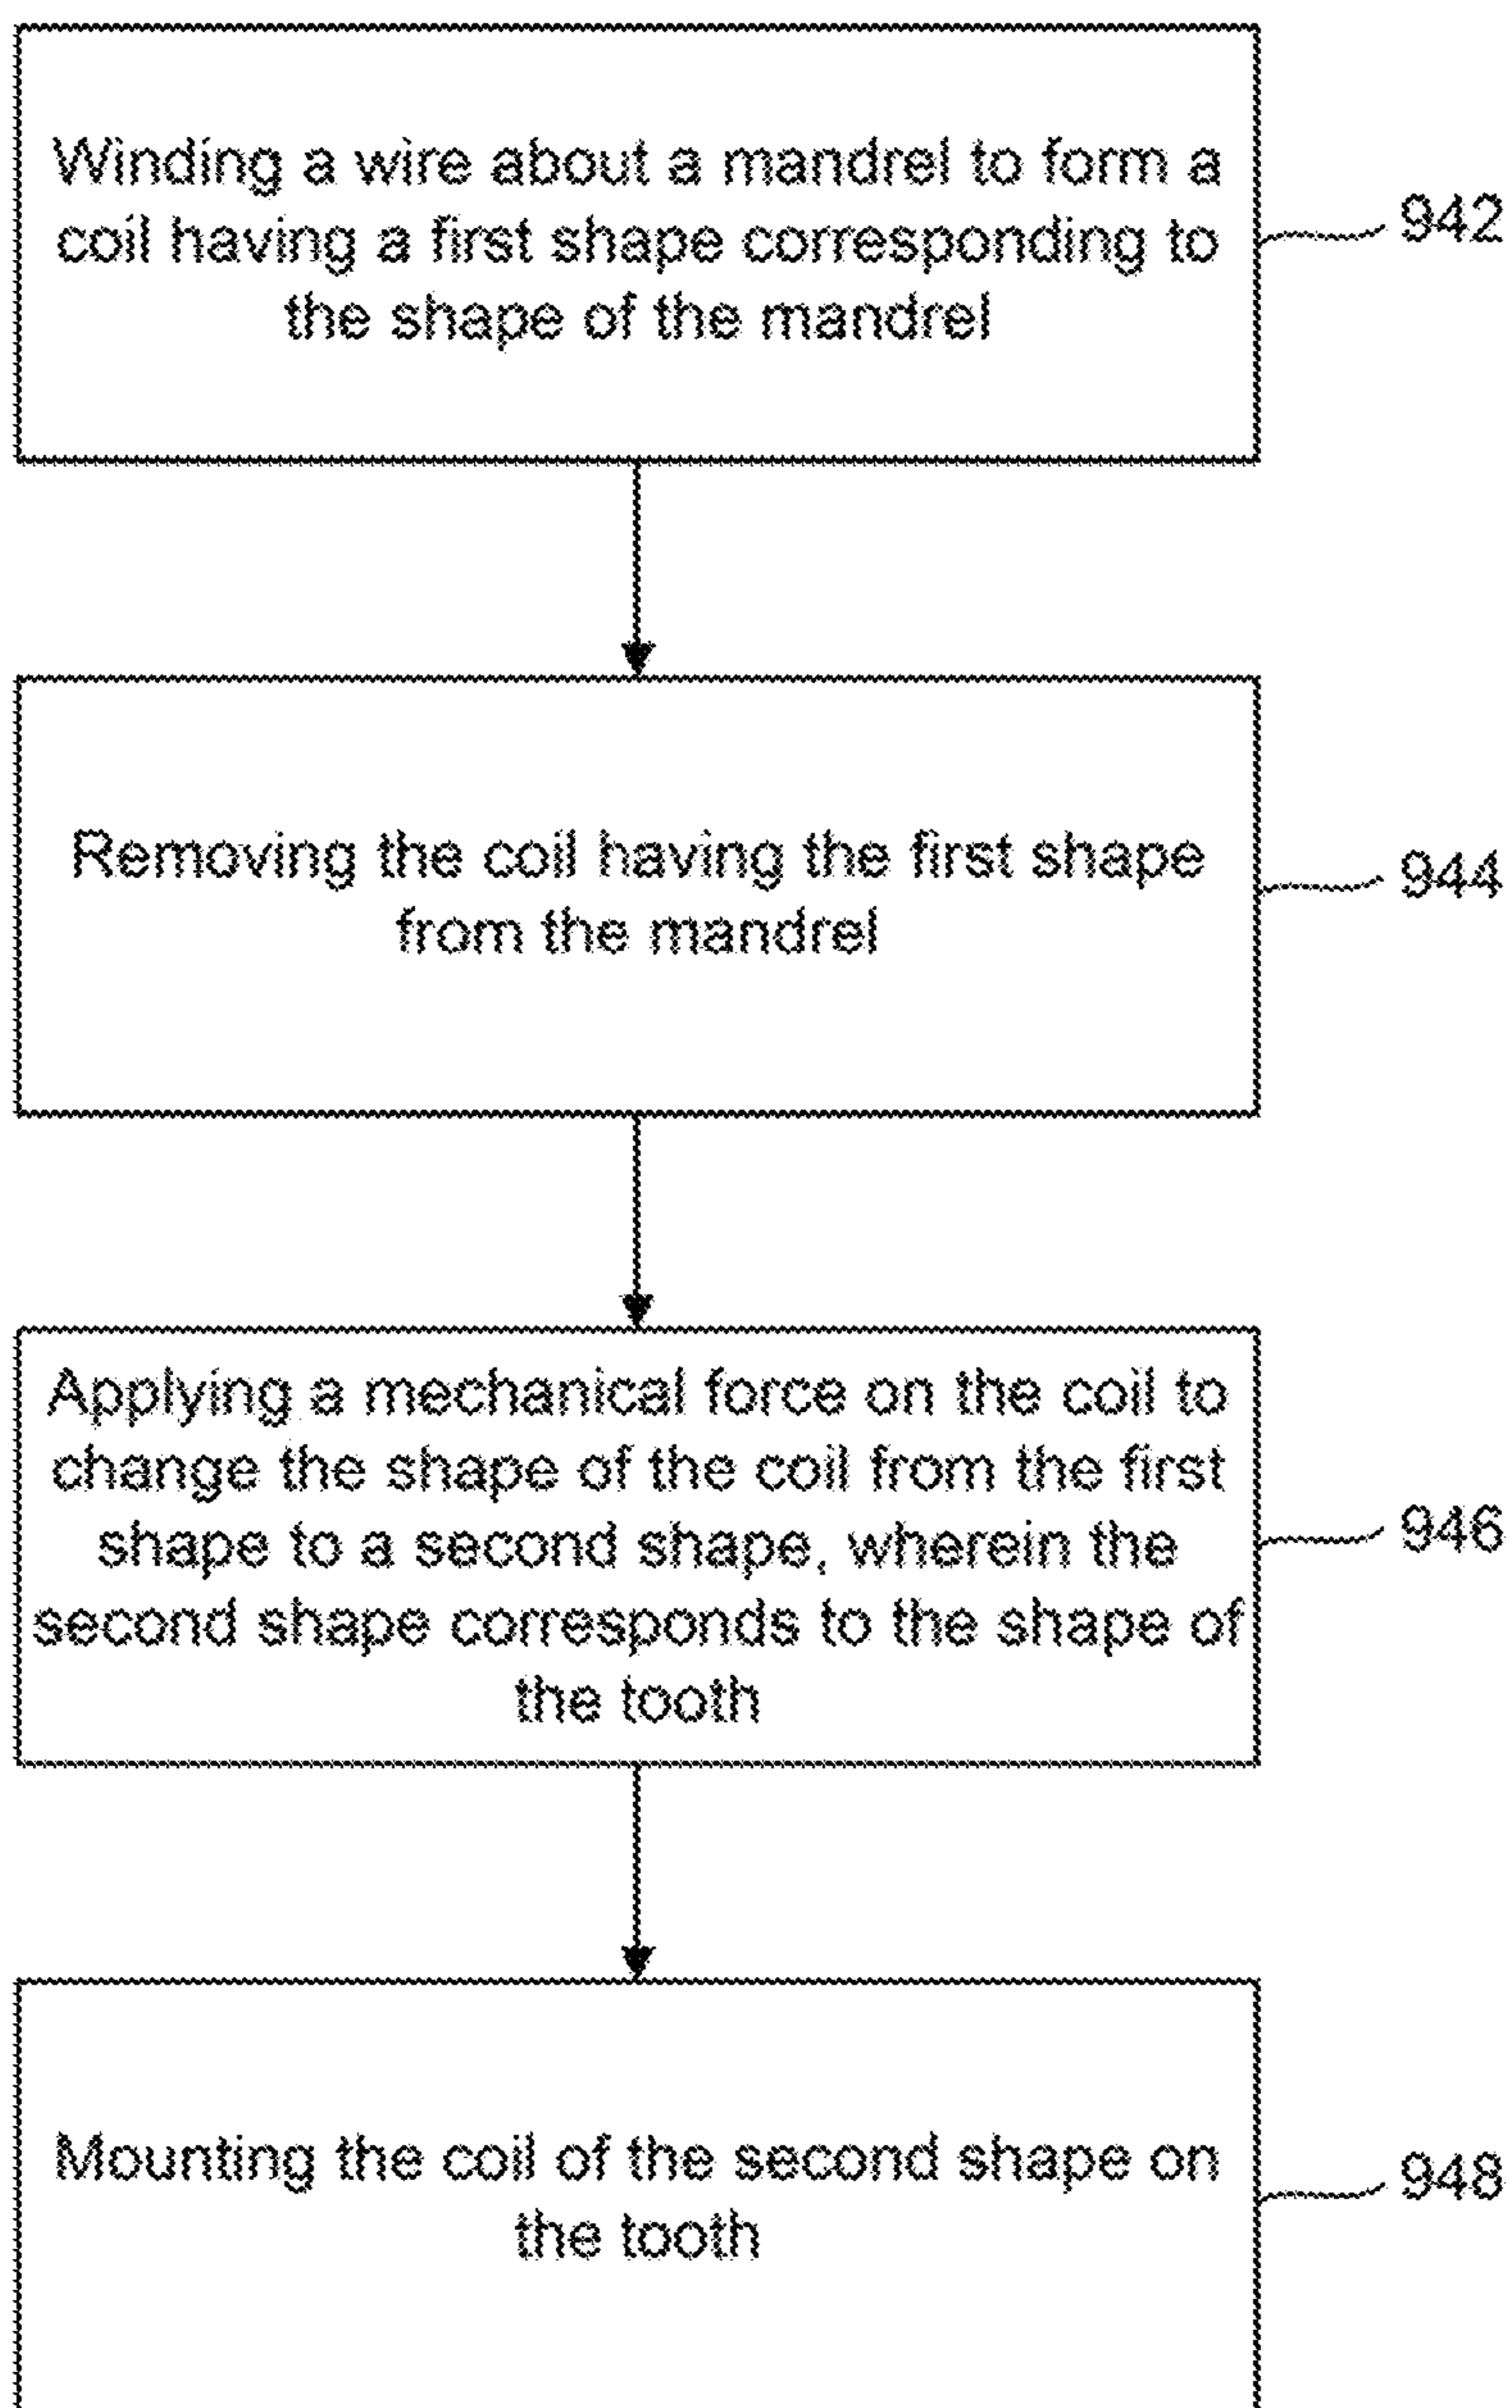 Winding a wire about a mandrel to form a
coil having a first shape corresponding to
the shape of the mandrel
942
Removing the coil having the first shape
from the mandrel
944
Applying a mechanical force on the coil to
change the shape of the coil from the first
shape to a second shape, wherein the
second shape corresponds to the shape of
the tooth
946
Mounting the coil of the second shape on
the tooth
948